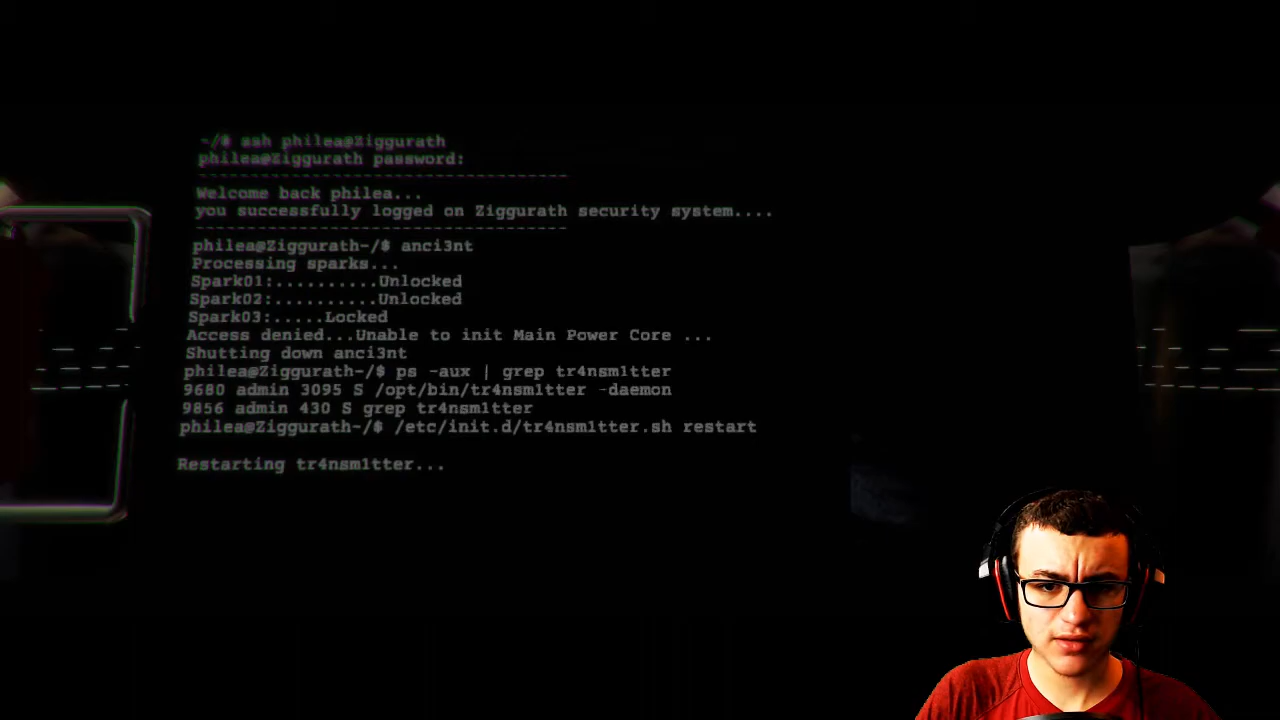 ~/# ssh philea@Ziggurath
philea@Ziggurath password:
------------------------------------
Welcome back philea...
you successfully logged on Ziggurath security system....
------------------------------------
philea@Ziggurath~/$ anci3nt
Processing sparks...
Spark01:..........Unlocked
Spark02:..........Unlocked
Spark03:.....Locked
Access denied...Unable to init Main Power Core ...
Shutting down anci3nt
philea@Ziggurath~/$ ps -aux | grep tr4nsm1tter
9680 admin 3095 S /opt/bin/tr4nsm1tter -daemon
9856 admin 430 S grep tr4nsm1tter
philea@Ziggurath~/$ /etc/init.d/tr4nsm1tter.sh restart
Restarting tr4nsm1tter...